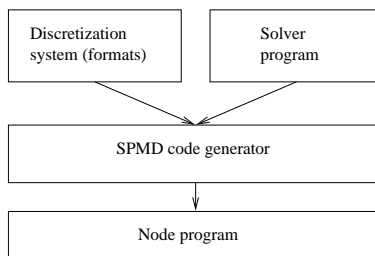 Discretization
system (formats)
Solver
program
SPMD code generator
Node program